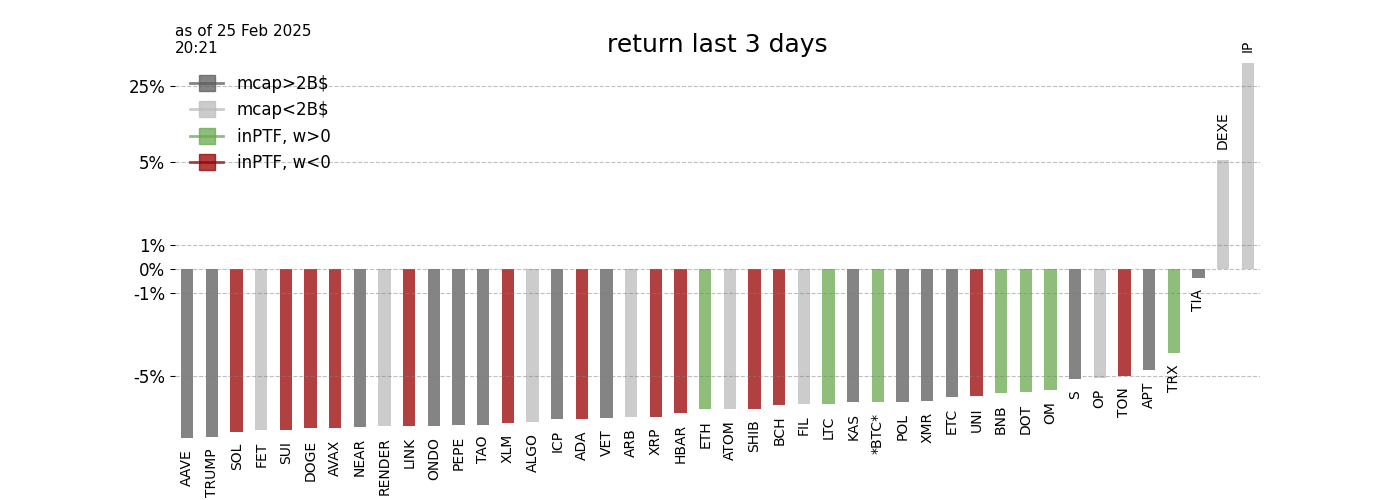 as of 25 Feb 2025
20:21
return last 3 days
mcap>2B$
mcap<2B$
inPTF, w>0
inPTF, w<0
25%
5%
1%
0%
-1%
-5%
AAVE
TRUMP
SOL
FET
SUI
DOGE
AVAX
NEAR
RENDER
LINK
ONDO
PEPE
TAO
XLM
ALGO
ICP
ADA
VET
ARB
XRP
HBAR
ETH
ATOM
SHIB
BCH
FIL
LTC
KAS
*BTC*
POL
XMR
ETC
UNI
BNB
DOT
OM
S
OP
TON
APT
TRX
TIA
DEXE
IP